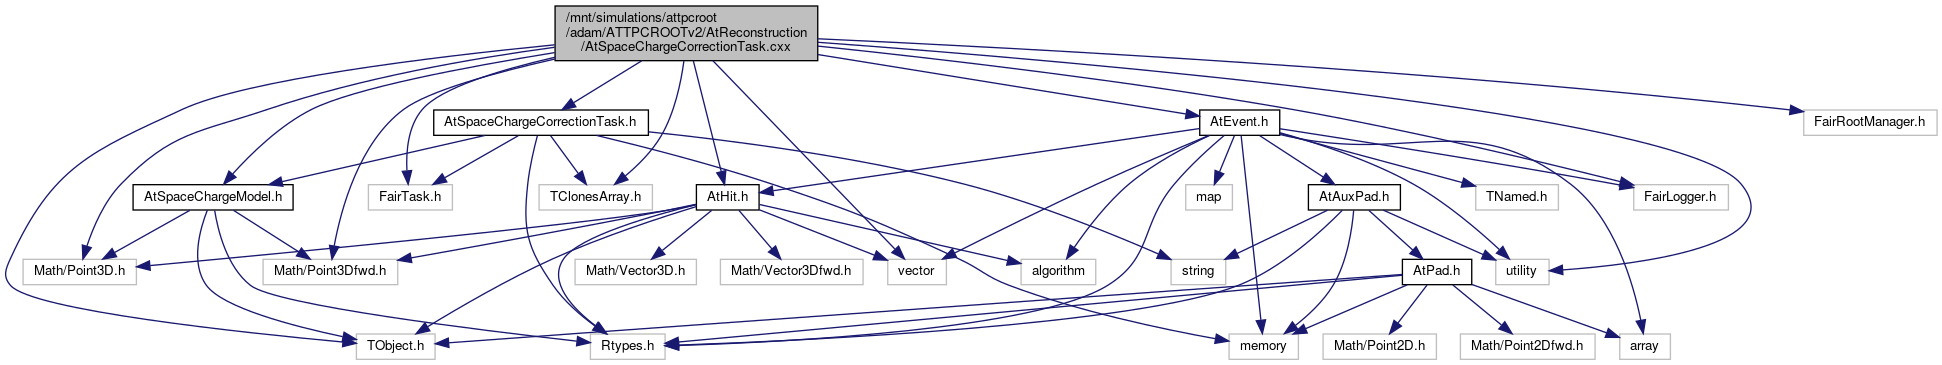 /mnt/simulations/attpcroot
/adam/ATTPCROOTv2/AtReconstruction
/AtSpaceChargeCorrectionTask.cxx
AtSpaceChargeCorrectionTask.h
AtEvent.h
FairRootManager.h
AtSpaceChargeModel.h
FairTask.h
TClonesArray.h
AtHit.h
map
AtAuxPad.h
TNamed.h
FairLogger.h
Math/Point3D.h
Math/Point3Dfwd.h
Math/Vector3D.h
Math/Vector3Dfwd.h
vector
algorithm
string
AtPad.h
utility
TObject.h
Rtypes.h
memory
Math/Point2D.h
Math/Point2Dfwd.h
array